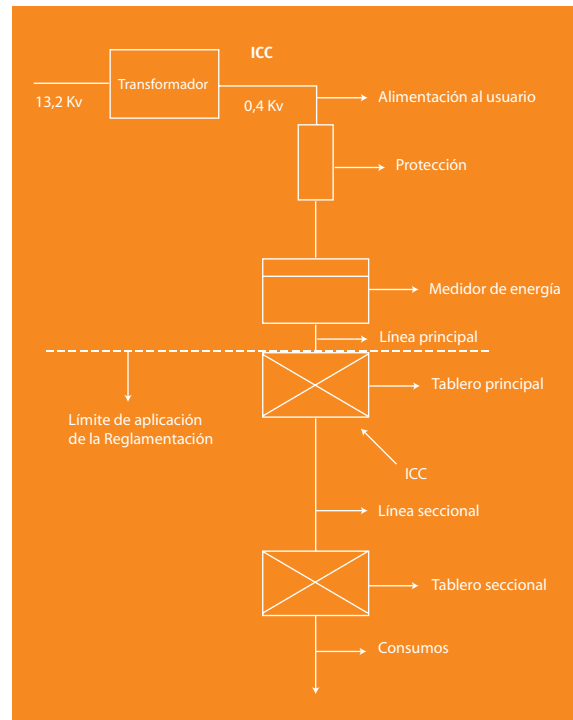 ICC
Transformador
13,2 Kv
0,4 Kv
Alimentación al usuario
Protección
Medidor de energía
Línea principal
Tablero principal
Límite de aplicación
de la Reglamentación
ICC
Línea seccional
Tablero seccional
Consumos